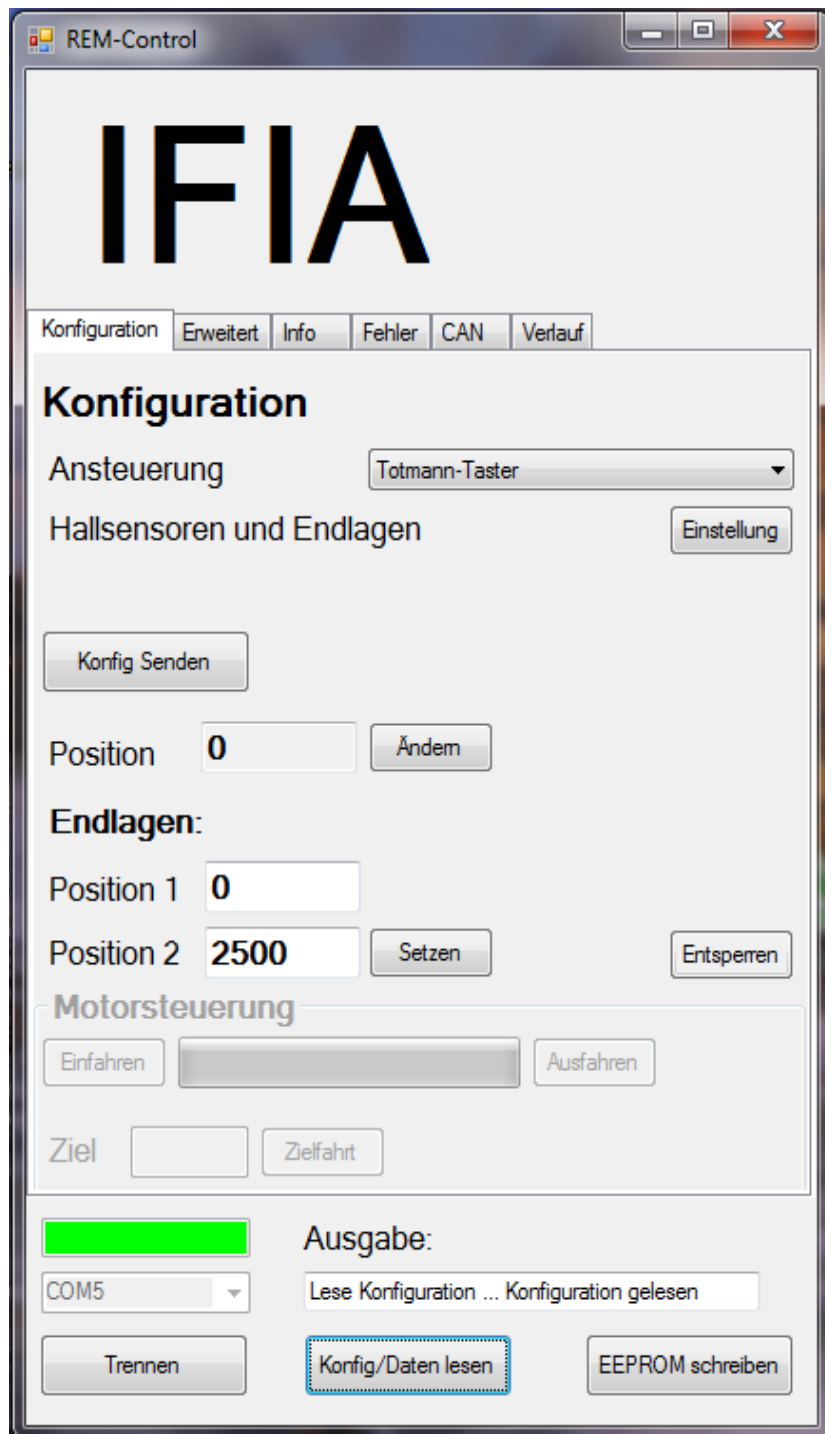 REM-Control
IFIA
Konfiguration Erweitert Info Fehler CAN Verlauf
Konfiguration
Ansteuerung Totmann-Taster
Hallsensoren und Endlagen Einstellung
Konfig Senden
Position 0 Ändern
Endlagen:
Position 1 0
Position 2 2500 Setzen Entsperren
Motorsteuerung
Einfahren Ausfahren
Ziel Zielfahrt
Ausgabe:
COM5 Lese Konfiguration ... Konfiguration gelesen
Trennen Konfig/Daten lesen EEPROM schreiben